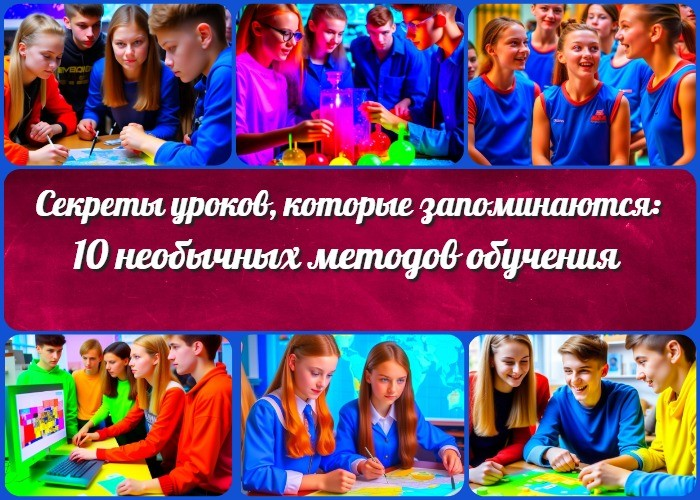 Секреты уроков, которые запоминаются:
10 необычных методов обучения